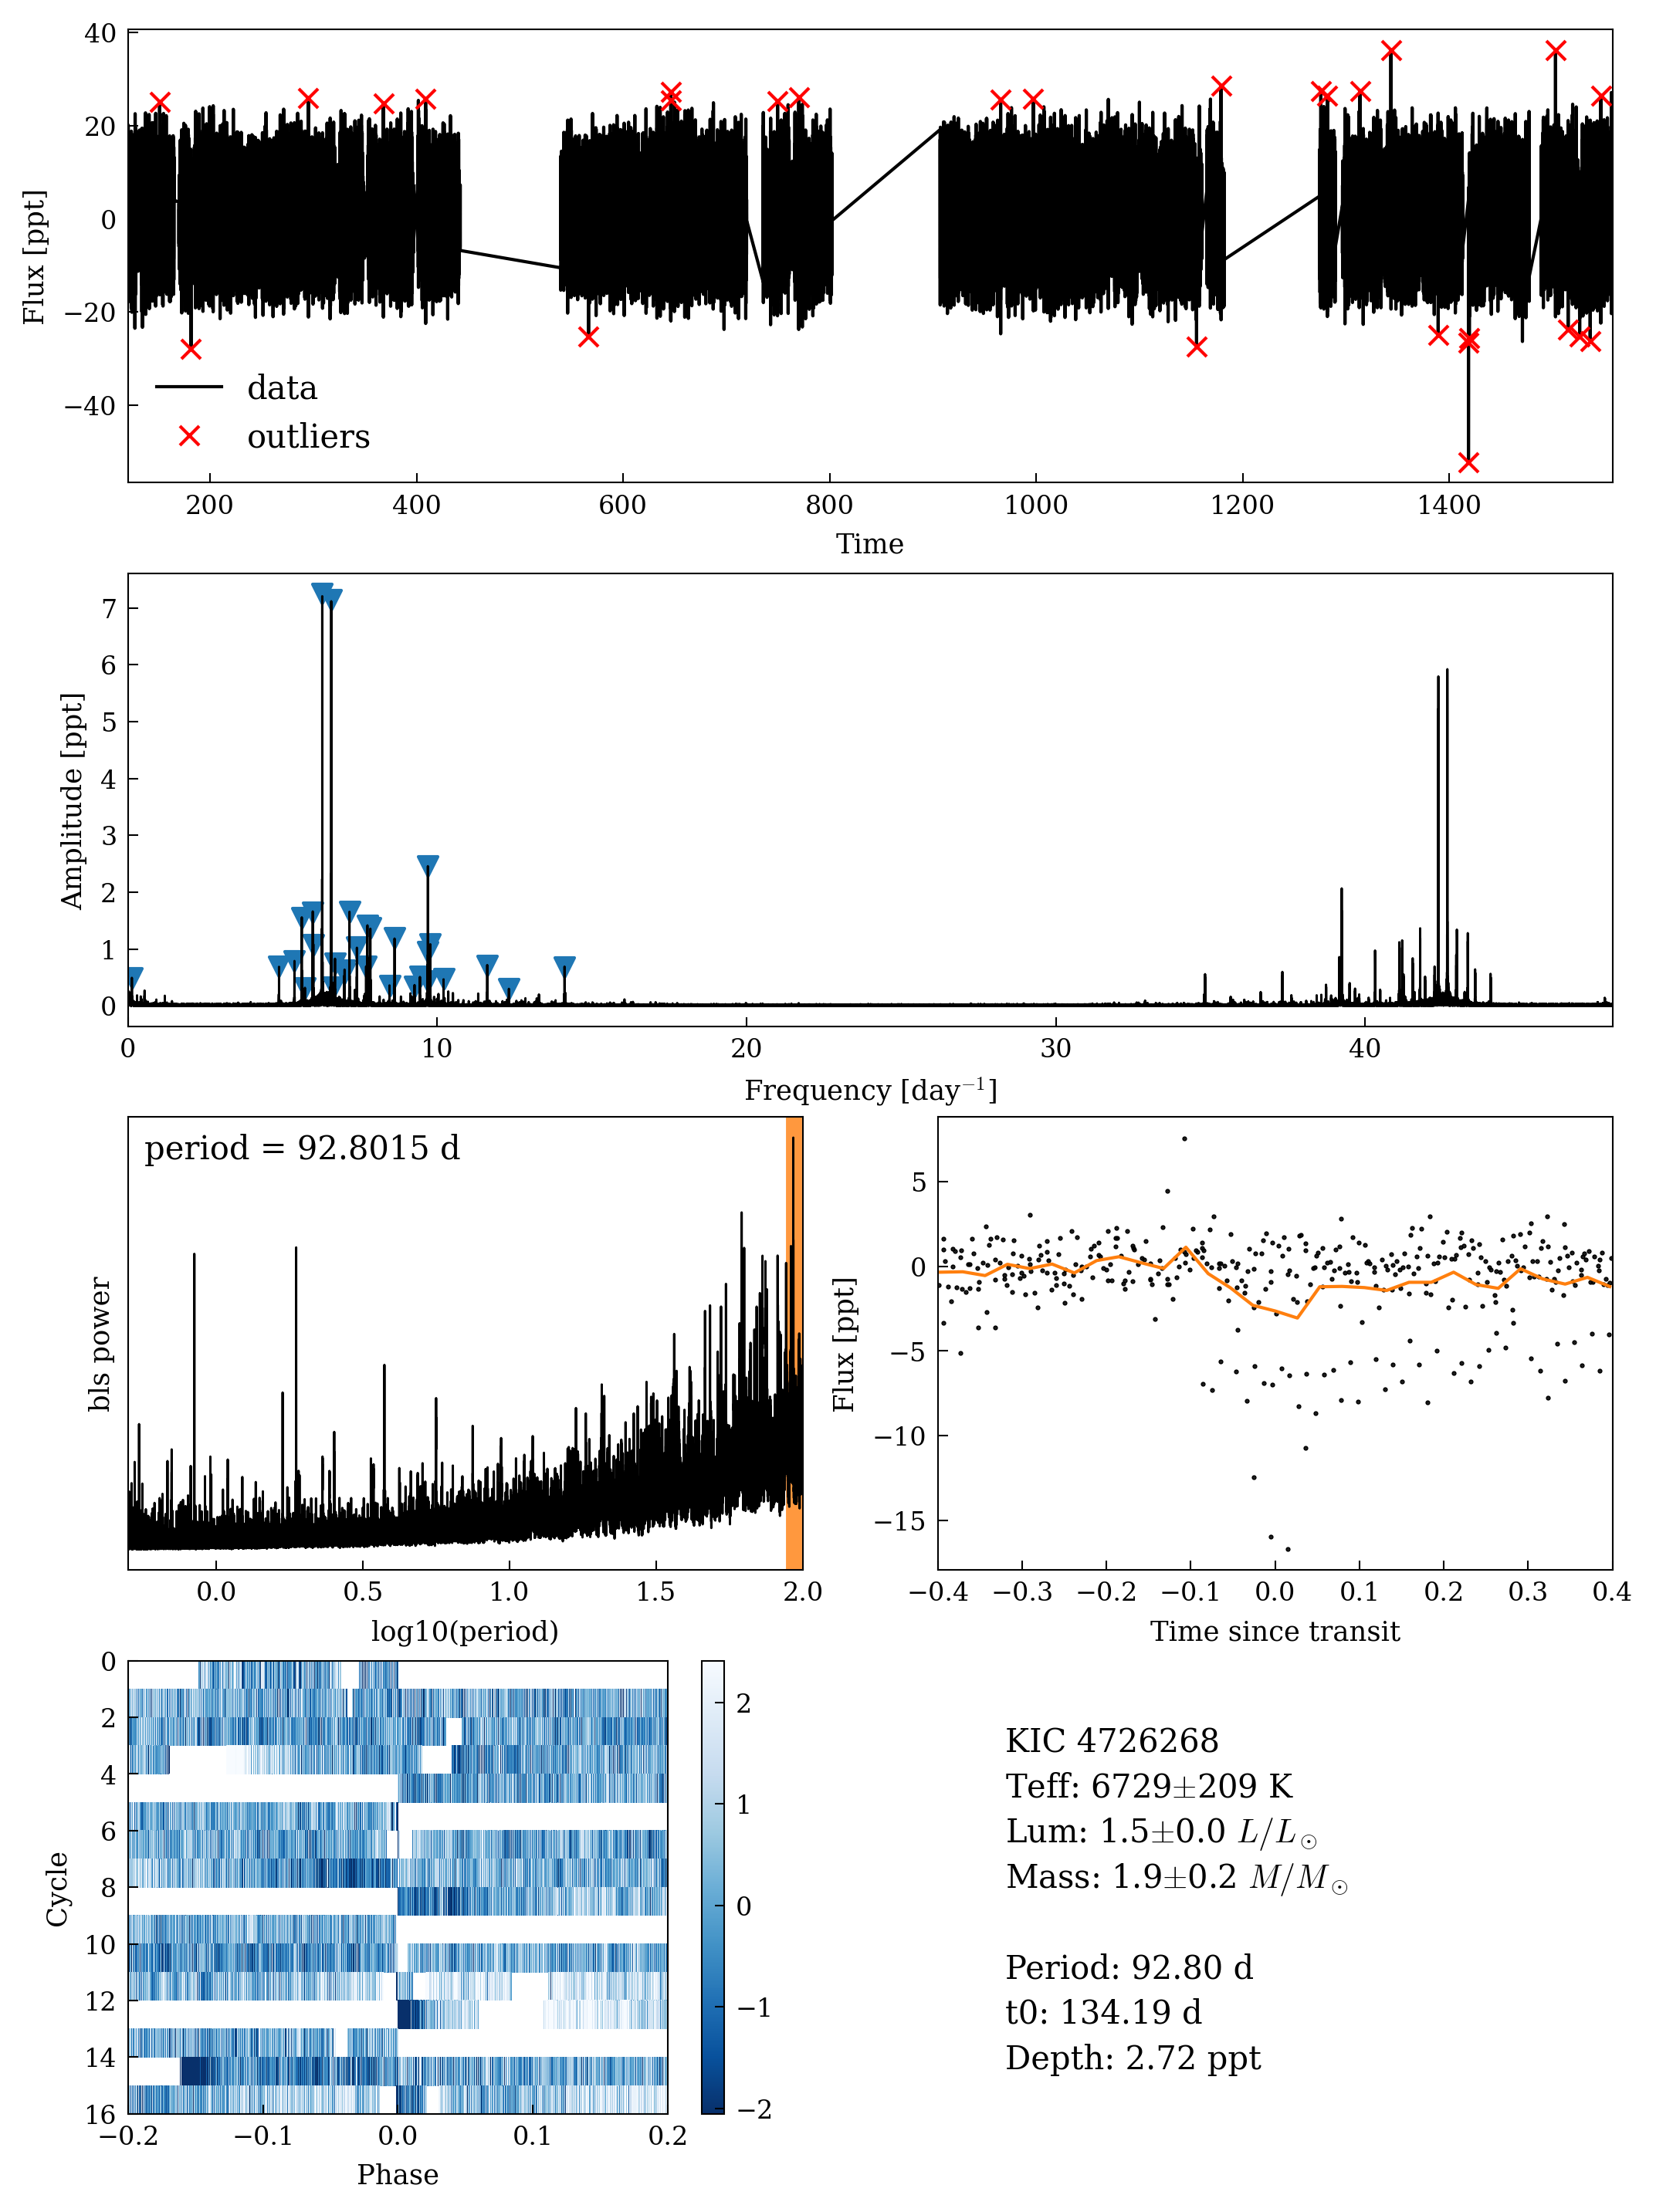 40
20
0
−20
−40
Flux [ppt]
data
outliers
200 400 600 800 1000 1200 1400
Time
7
6
5
4
3
2
1
0
Amplitude [ppt]
0 10 20 30 40
Frequency [day⁻¹]
period = 92.8015 d
bls power
0.0 0.5 1.0 1.5 2.0
log10(period)
5
0
−5
−10
−15
Flux [ppt]
−0.4 −0.3 −0.2 −0.1 0.0 0.1 0.2 0.3 0.4
Time since transit
0
2
4
6
8
10
12
14
16
Cycle
−0.2 −0.1 0.0 0.1 0.2
Phase
2
1
0
−1
−2
KIC 4726268
Teff: 6729±209 K
Lum: 1.5±0.0 L/L⊙
Mass: 1.9±0.2 M/M⊙
Period: 92.80 d
t0: 134.19 d
Depth: 2.72 ppt